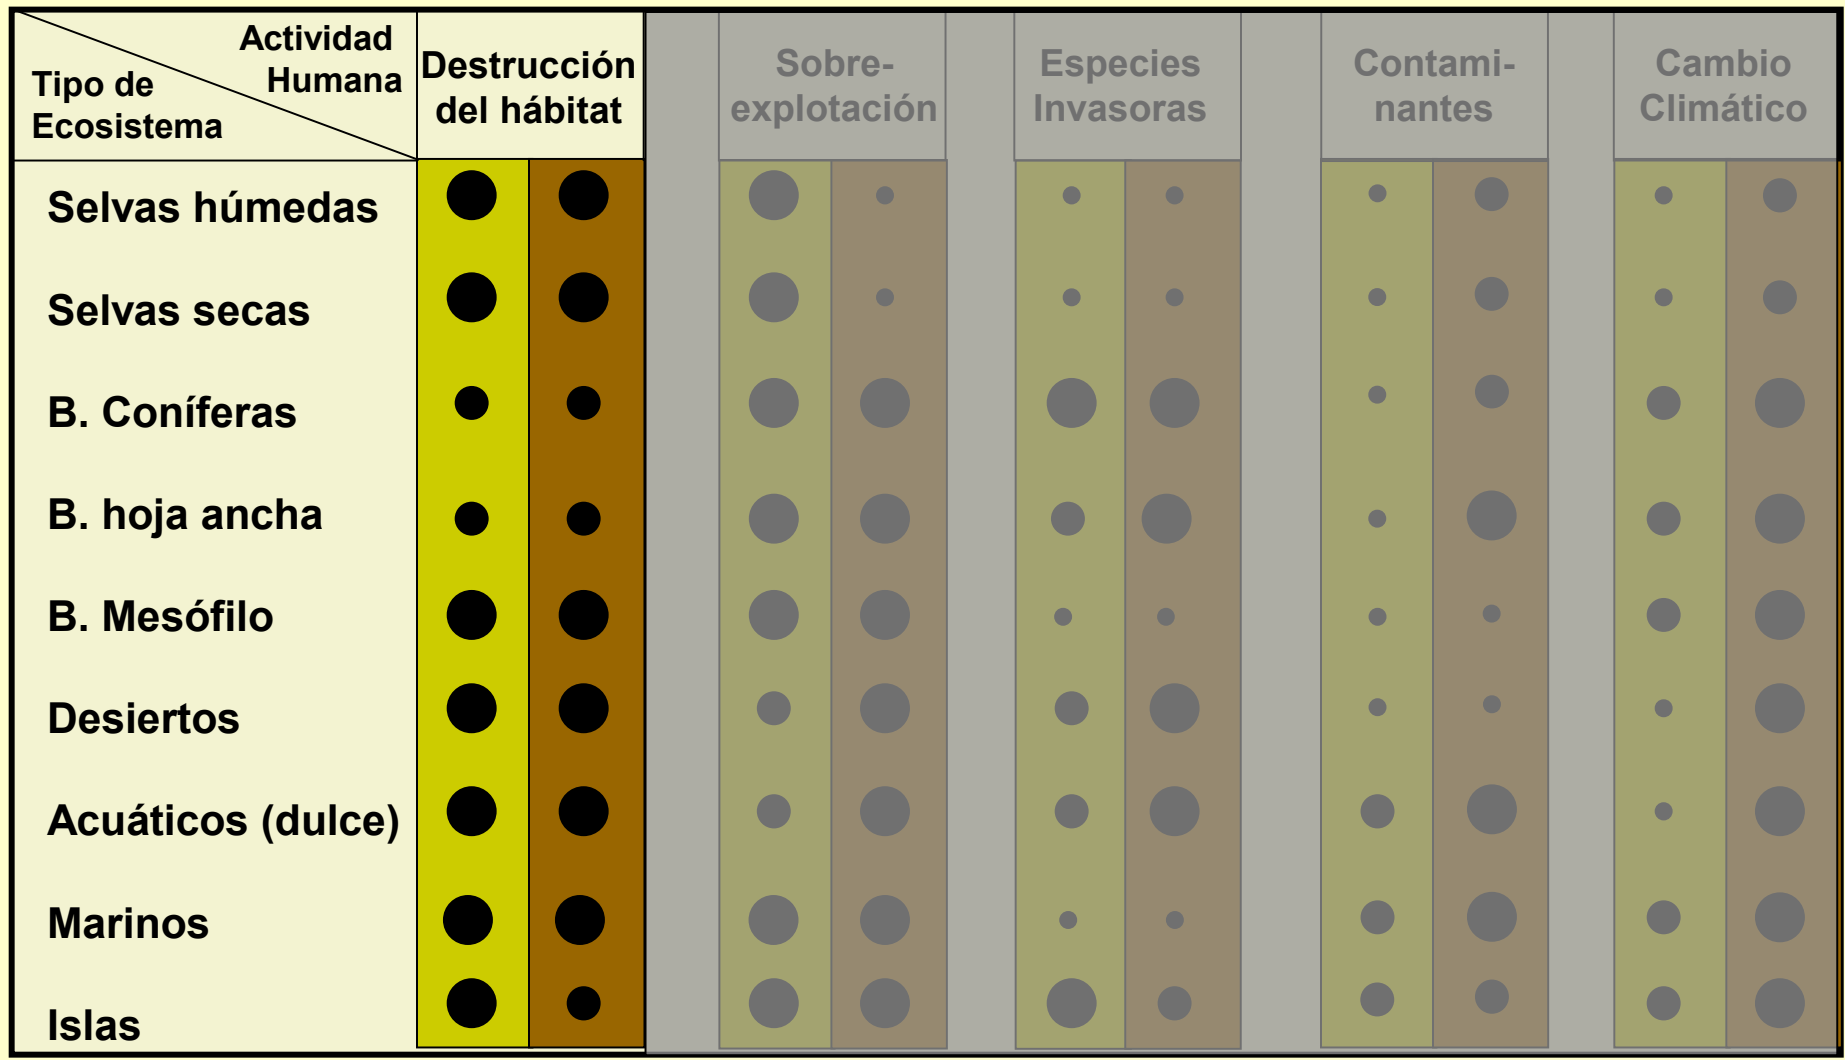 Actividad
Humana
Tipo de
Ecosistema
Destrucción
del hábitat
Sobre-
explotación
Especies
Invasoras
Contami-
nantes
Cambio
Climático
Selvas húmedas
Selvas secas
B. Coníferas
B. hoja ancha
B. Mesófilo
Desiertos
Acuáticos (dulce)
Marinos
Islas